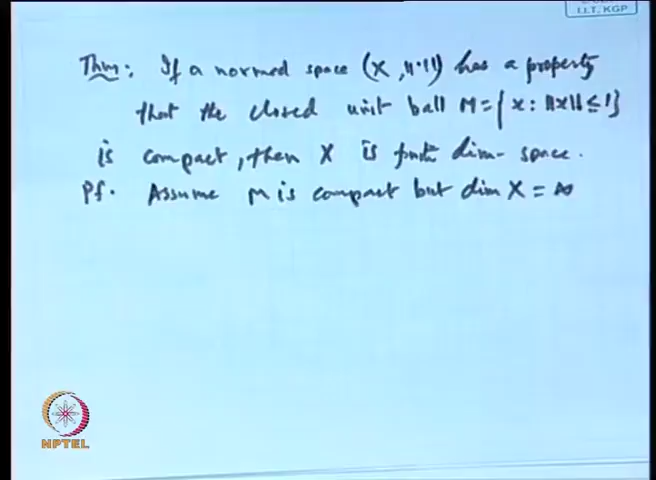 I.I.T. KGP
Thm: If a normed space (X, ||·||) has a property
that the closed unit ball M = { x : ||x|| ≤ 1}
is compact, then X is finite dim- space.
Pf. Assume M is compact but dim X = ∞
NPTEL